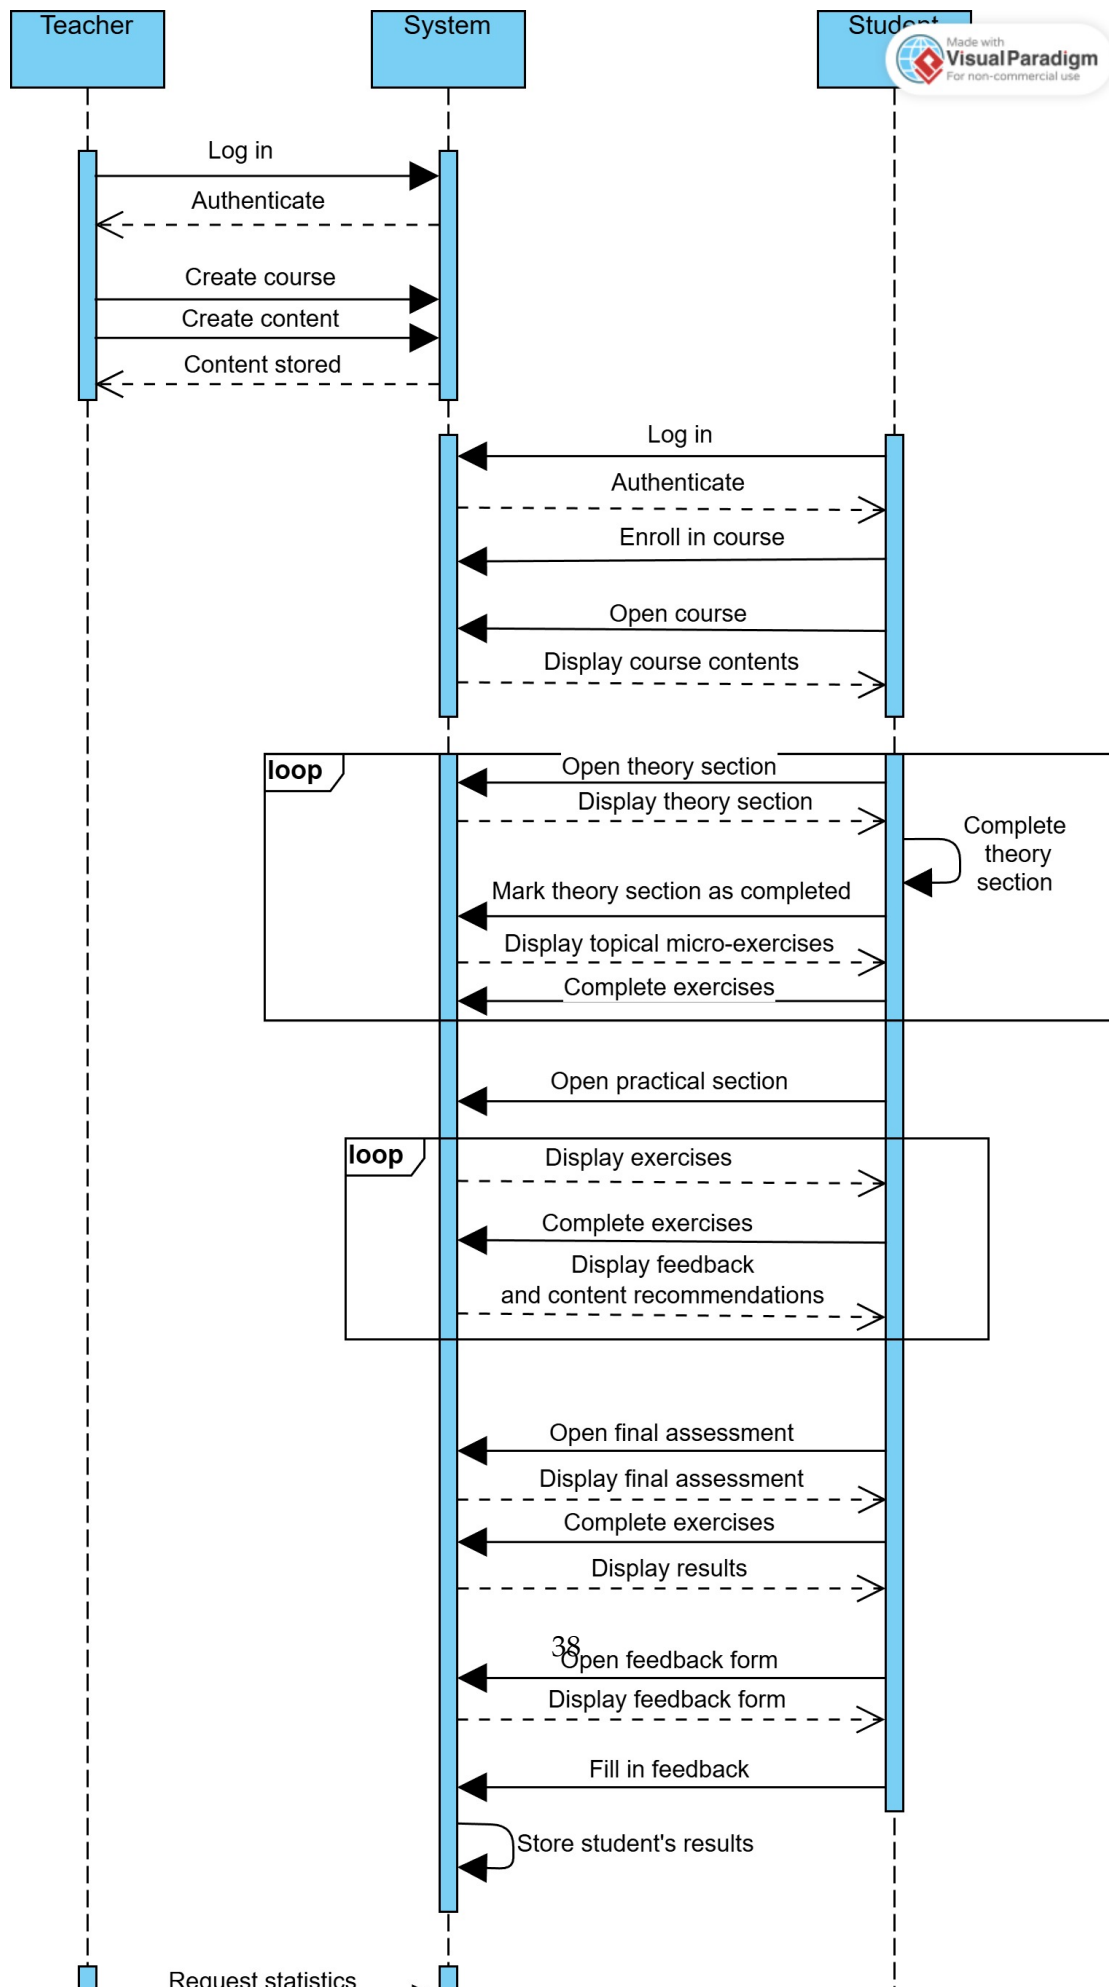 Teacher
System
Student
Made with
VisualParadigm
For non-commercial use
Log in
Authenticate
Create course
Create content
Content stored
Log in
Authenticate
Enroll in course
Open course
Display course contents
loop
Open theory section
Display theory section
Complete
theory
section
Mark theory section as completed
Display topical micro-exercises
Complete exercises
Open practical section
loop
Display exercises
Complete exercises
Display feedback
and content recommendations
Open final assessment
Display final assessment
Complete exercises
Display results
38
Open feedback form
Display feedback form
Fill in feedback
Store student's results
Request statistics